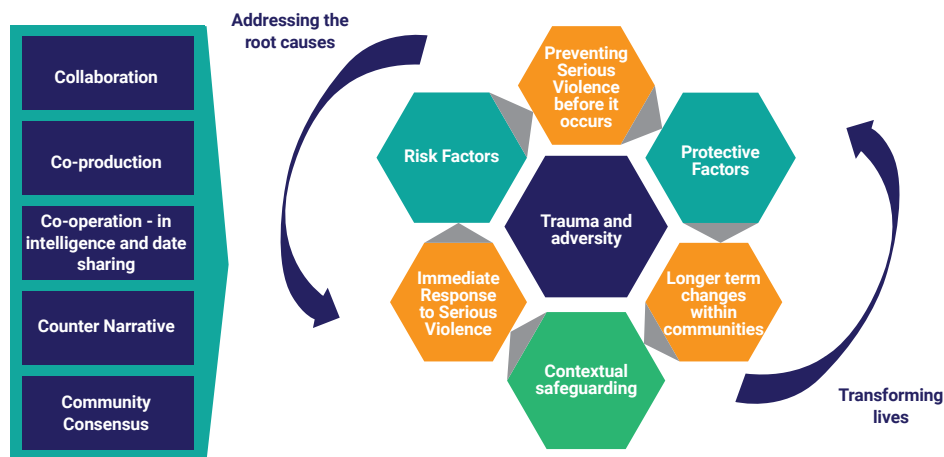 Collaboration
Co-production
Co-operation - in
intelligence and date
sharing
Counter Narrative
Community
Consensus
Addressing the
root causes
Preventing
Serious
Violence
before it
occurs
Risk Factors
Protective
Factors
Trauma and
adversity
Immediate
Response
to Serious
Violence
Longer term
changes
within
communities
Contextual
safeguarding
Transforming
lives